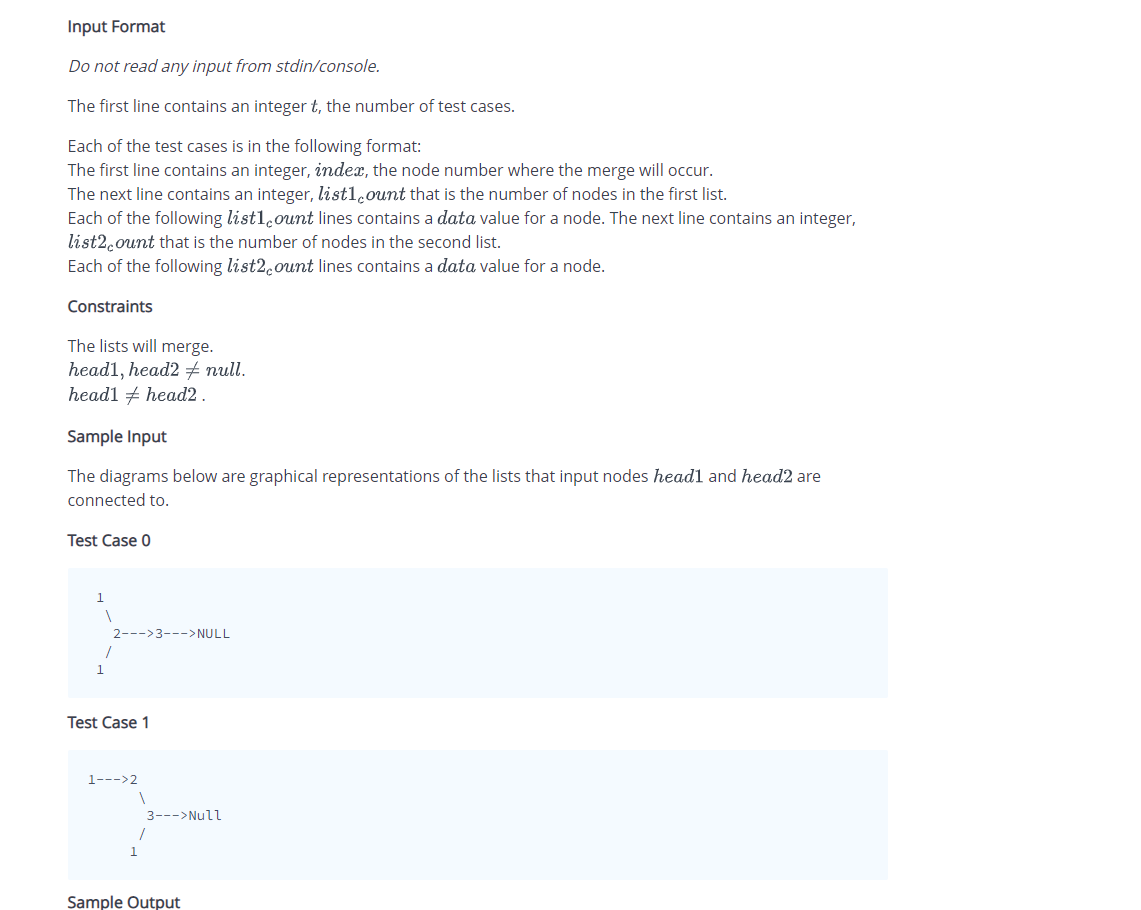 Input Format
Do not read any input from stdin/console.
The first line contains an integer t, the number of test cases.
Each of the test cases is in the following format:
The first line contains an integer, index, the node number where the merge will occur.
The next line contains an integer, list1_count that is the number of nodes in the first list.
Each of the following list1_count lines contains a data value for a node. The next line contains an integer,
list2_count that is the number of nodes in the second list.
Each of the following list2_count lines contains a data value for a node.
Constraints
The lists will merge.
head1, head2 ≠ null.
head1 ≠ head2 .
Sample Input
The diagrams below are graphical representations of the lists that input nodes head1 and head2 are
connected to.
Test Case 0
1
\
2--->3--->NULL
/
1
Test Case 1
1--->2
\
3--->Null
/
1
Sample Output